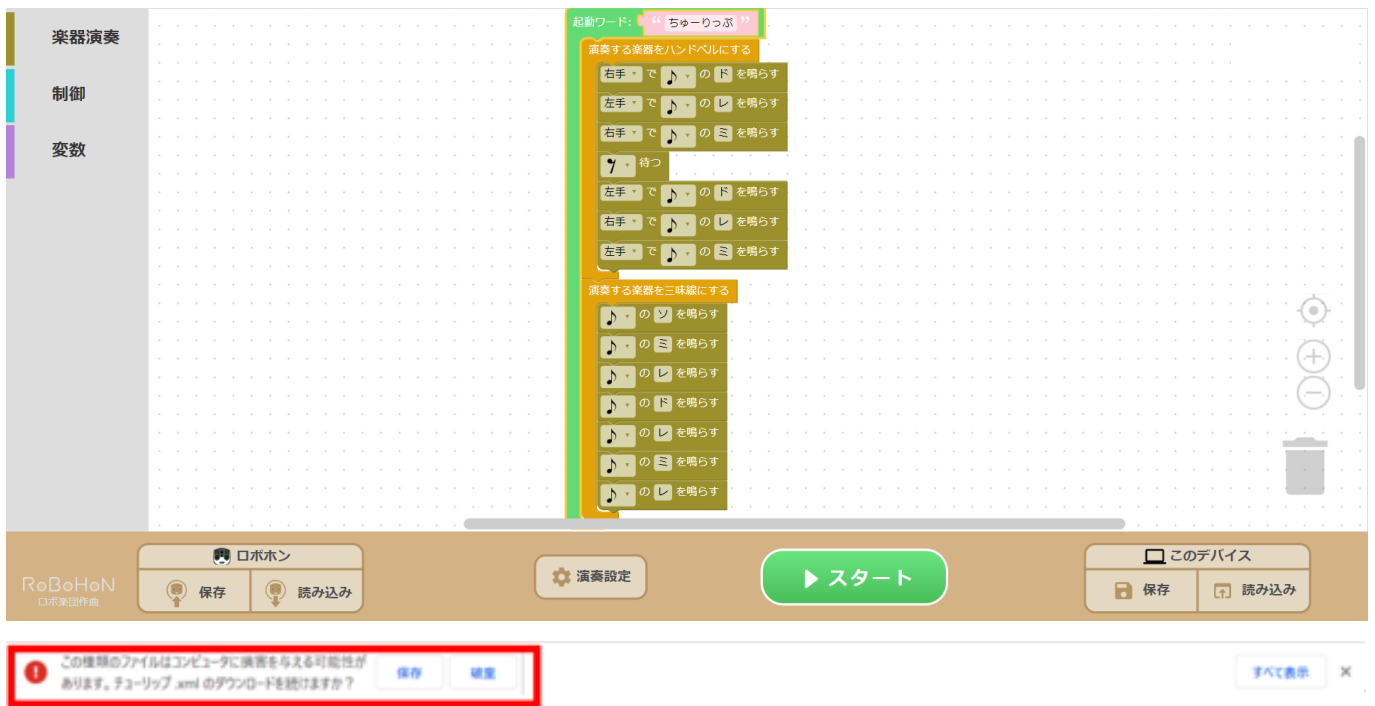 楽器演奏
制御
変数
起動ワード: “ ちゅーりっぷ ”
演奏する楽器をハンドベルにする
右手 で ♪ の ド を鳴らす
左手 で ♪ の レ を鳴らす
右手 で ♪ の ミ を鳴らす
待つ
左手 で ♪ の ド を鳴らす
右手 で ♪ の レ を鳴らす
左手 で ♪ の ミ を鳴らす
演奏する楽器を三味線にする
♪ の ソ を鳴らす
♪ の ミ を鳴らす
♪ の レ を鳴らす
♪ の ド を鳴らす
♪ の レ を鳴らす
♪ の ミ を鳴らす
♪ の レ を鳴らす
RoBoHoN
ロボ楽団作曲
ロボホン
保存 読み込み
演奏設定
スタート
このデバイス
保存 読み込み
この種類のファイルはコンピュータに損害を与える可能性が
あります。チューリップ.xml のダウンロードを続けますか？
保存 破棄
すべて表示 ×